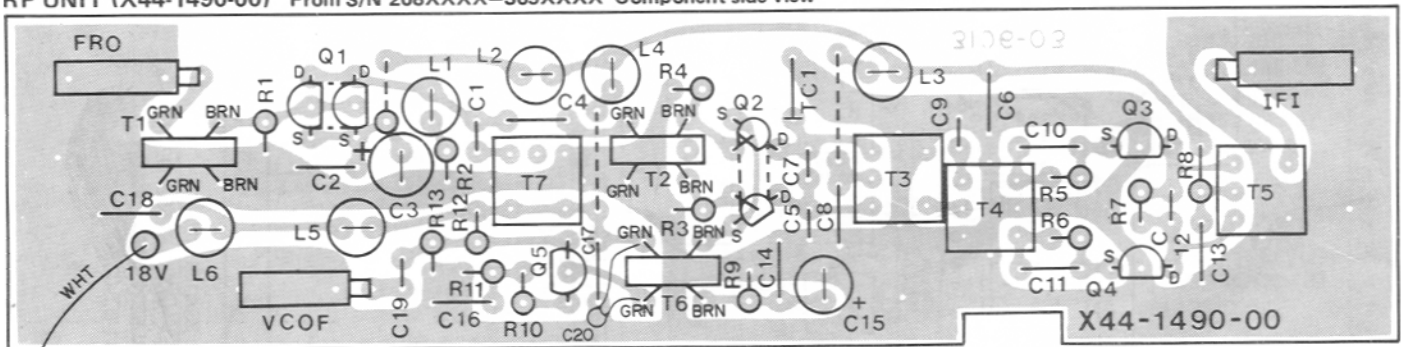 RF UNIT (X44-1490-00) From S/N 208XXXX–305XXXX Component side view
FRO
Q1
L1
L2
L4
3106-03
R1
D
D
C1
C4
R4
TC1
L3
C9
C6
IFI
GRN
BRN
T1
S
S
+
GRN
BRN
Q2
S
D
C10
Q3
S
D
R8
GRN
BRN
C2
C3
R2
T7
GRN
T2
BRN
C7
T3
T4
R5
T5
C18
L5
R13
R12
R3
BRN
S
D
C5
C8
R6
R7
C12
C13
WHT
18V
L6
C17
GRN
Q5
R9
C14
C11
S
D
Q4
VCOF
C19
R11
C16
R10
C20
GRN
T6
BRN
+
C15
X44-1490-00